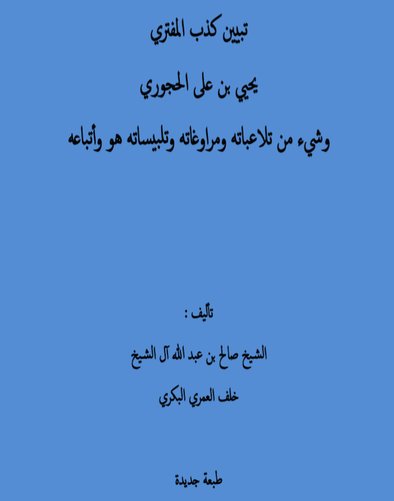 تبيين كذب المفتري
يحيي بن على الحجوري
وشيء من تلاعباته ومراوغاته وتلبيساته هو وأتباعه
تأليف :
الشيخ صالح بن عبد الله آل الشيخ
خلف العمري البكري
طبعة جديدة